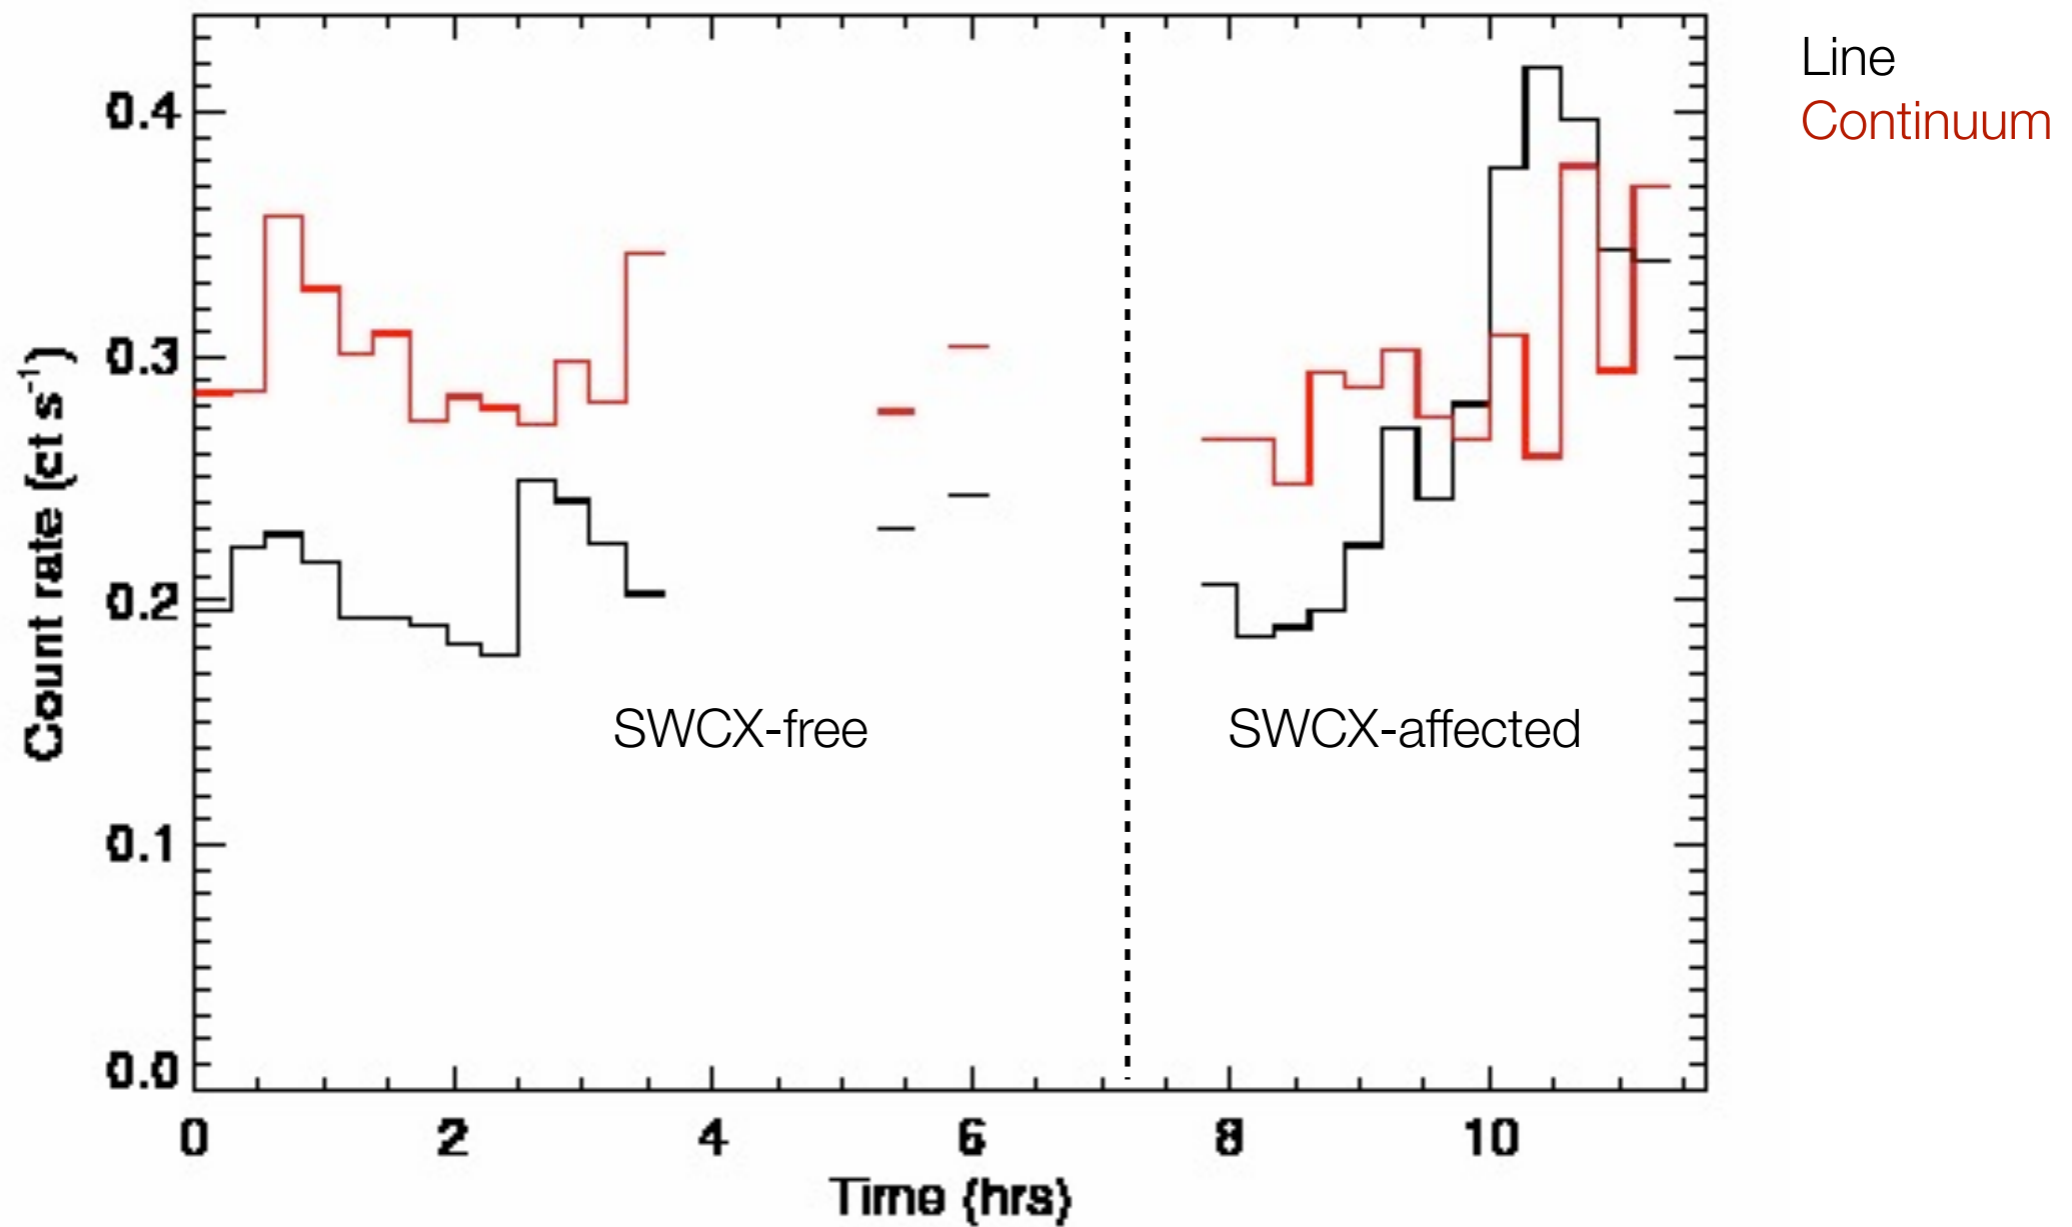 Line
Continuum
0.4
0.3
0.2
0.1
0.0
Count rate (ct s⁻¹)
SWCX-free
SWCX-affected
0 2 4 6 8 10
Time (hrs)